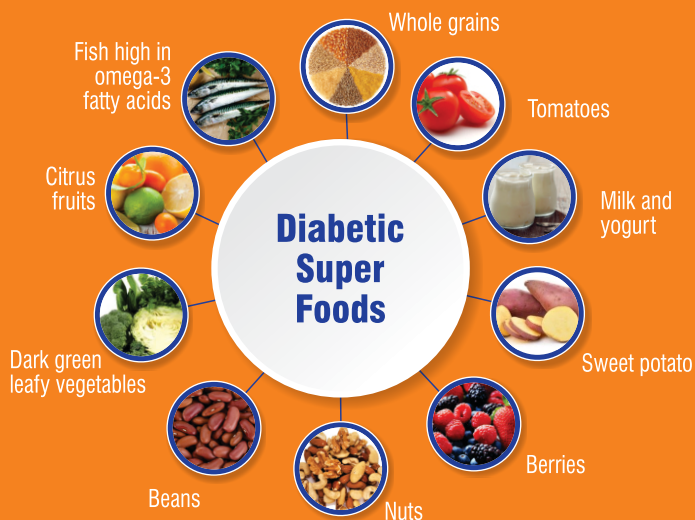 Diabetic
Super
Foods
Whole grains
Tomatoes
Milk and
yogurt
Sweet potato
Berries
Nuts
Beans
Dark green
leafy vegetables
Citrus
fruits
Fish high in
omega-3
fatty acids